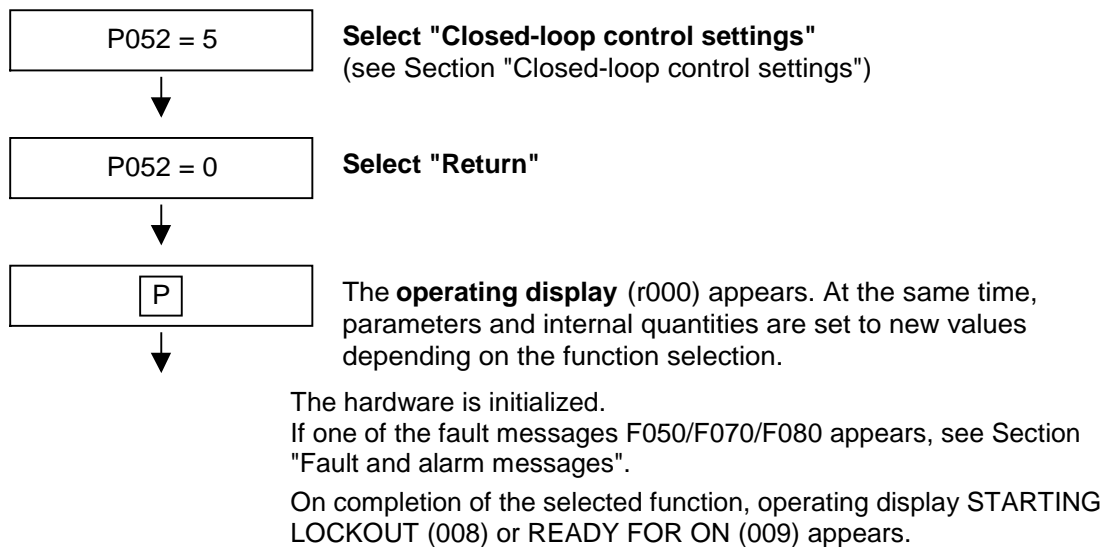 P052 = 5
Select "Closed-loop control settings"
(see Section "Closed-loop control settings")
P052 = 0
Select "Return"
P
The operating display (r000) appears. At the same time,
parameters and internal quantities are set to new values
depending on the function selection.
The hardware is initialized.
If one of the fault messages F050/F070/F080 appears, see Section
"Fault and alarm messages".
On completion of the selected function, operating display STARTING
LOCKOUT (008) or READY FOR ON (009) appears.